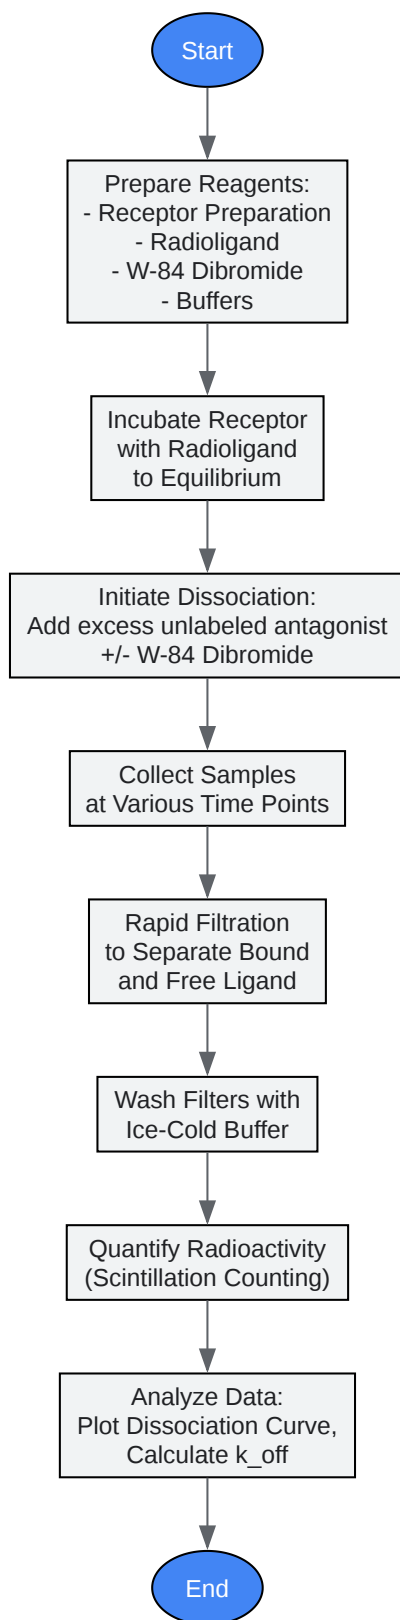 Start
Prepare Reagents:
- Receptor Preparation
- Radioligand
- W-84 Dibromide
- Buffers
Incubate Receptor
with Radioligand
to Equilibrium
Initiate Dissociation:
Add excess unlabeled antagonist
+/- W-84 Dibromide
Collect Samples
at Various Time Points
Rapid Filtration
to Separate Bound
and Free Ligand
Wash Filters with
Ice-Cold Buffer
Quantify Radioactivity
(Scintillation Counting)
Analyze Data:
Plot Dissociation Curve,
Calculate k_off
End